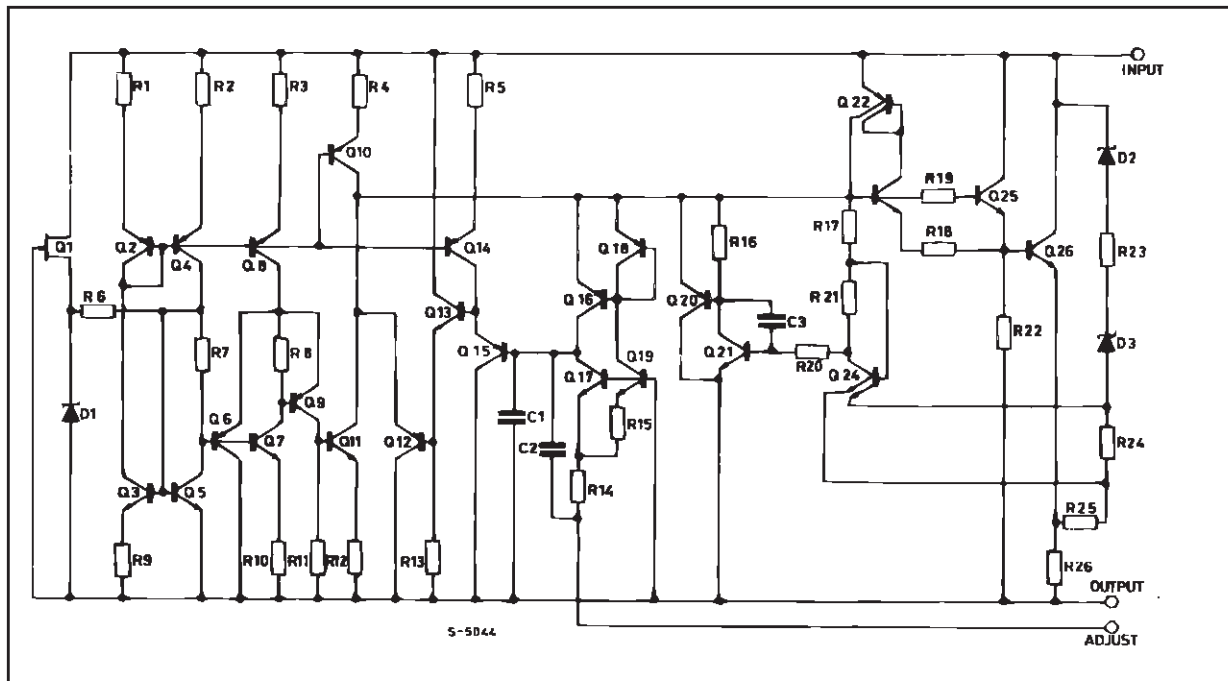 INPUT
R1
R2
R3
R4
R5
Q22
Q10
D2
R19
Q25
R17
Q1
Q2
Q4
Q8
Q14
Q18
R16
R18
Q26
R23
R6
Q13
Q16
Q20
C3
R21
R22
R7
R8
Q15
Q19
Q21
R20
D3
Q17
Q24
D1
Q6
Q9
C1
R15
Q7
Q11
Q12
C2
R24
Q3
Q5
R14
R25
R9
R10
R11
R12
R13
R26
OUTPUT
S-5044
ADJUST